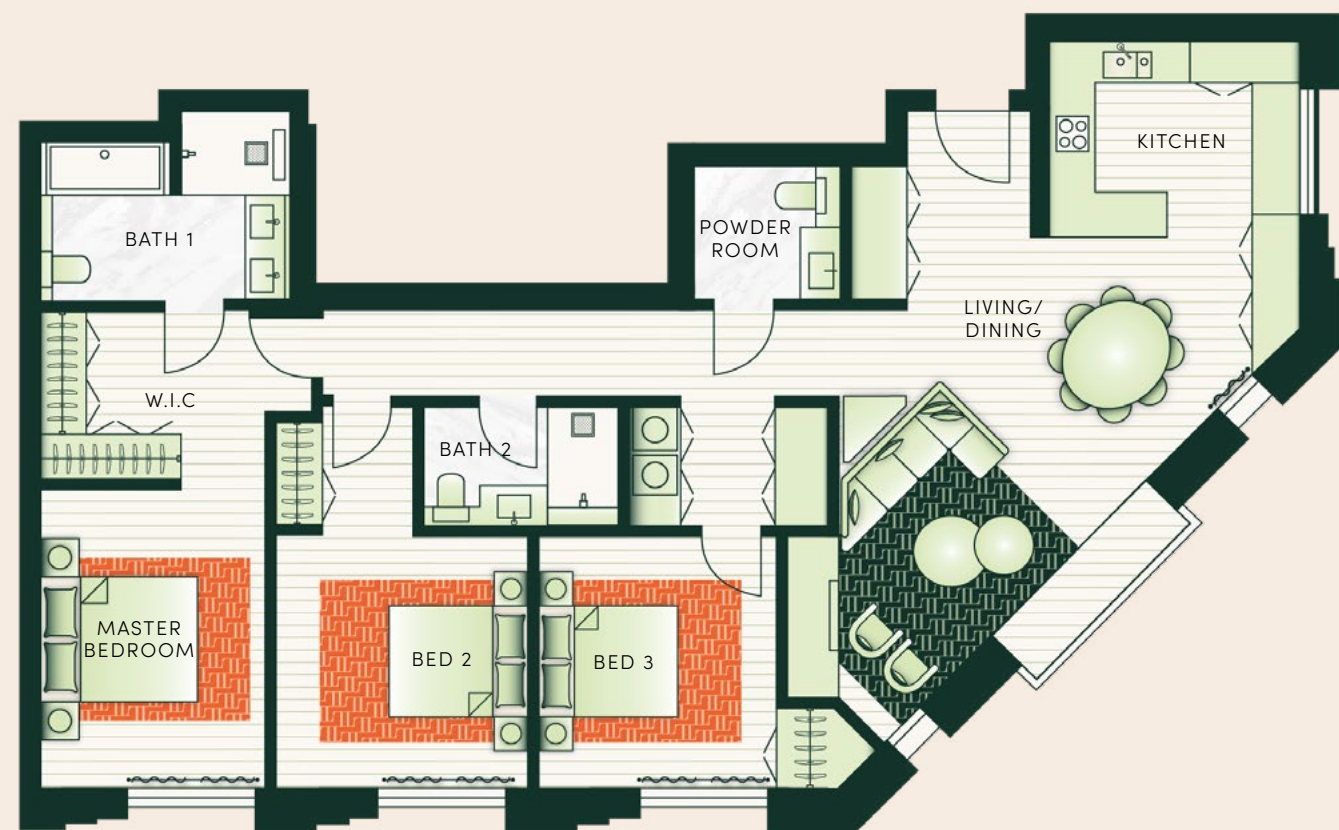 KITCHEN
BATH 1
POWDER
ROOM
LIVING/
DINING
W.I.C
BATH 2
MASTER
BEDROOM
BED 2
BED 3